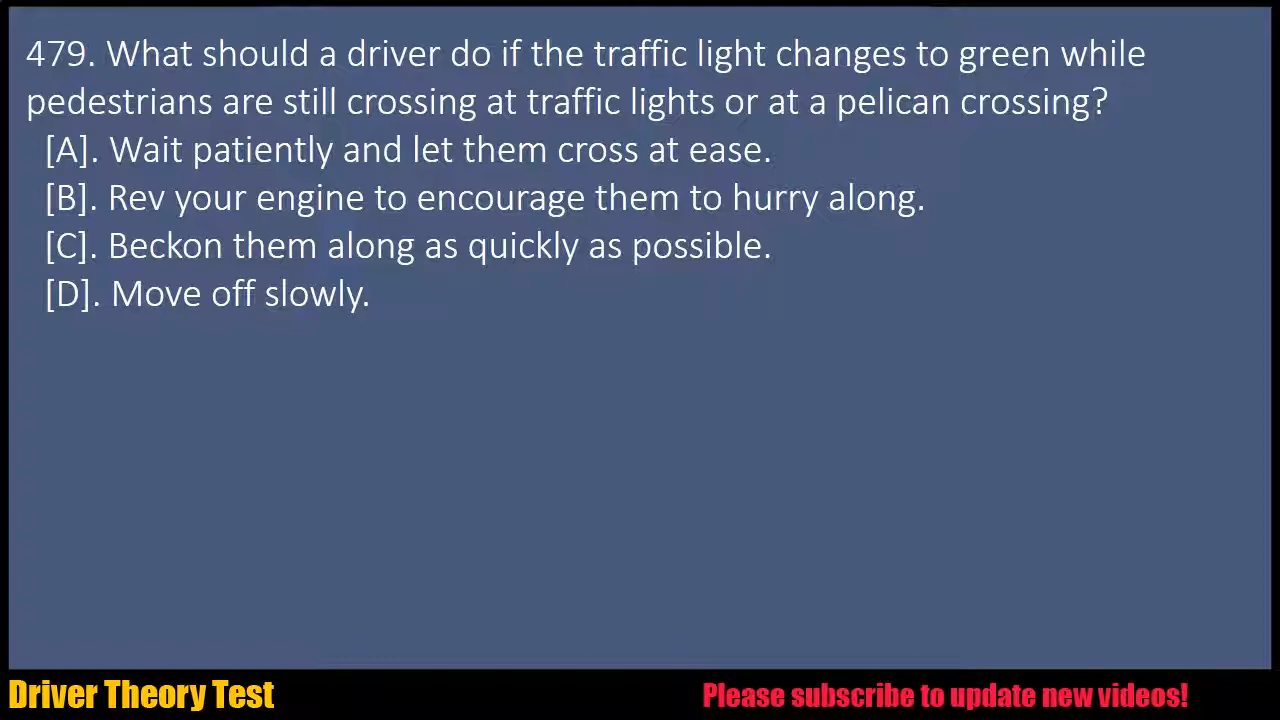 479. What should a driver do if the traffic light changes to green while
pedestrians are still crossing at traffic lights or at a pelican crossing?
[A]. Wait patiently and let them cross at ease.
[B]. Rev your engine to encourage them to hurry along.
[C]. Beckon them along as quickly as possible.
[D]. Move off slowly.
Driver Theory Test
Please subscribe to update new videos!